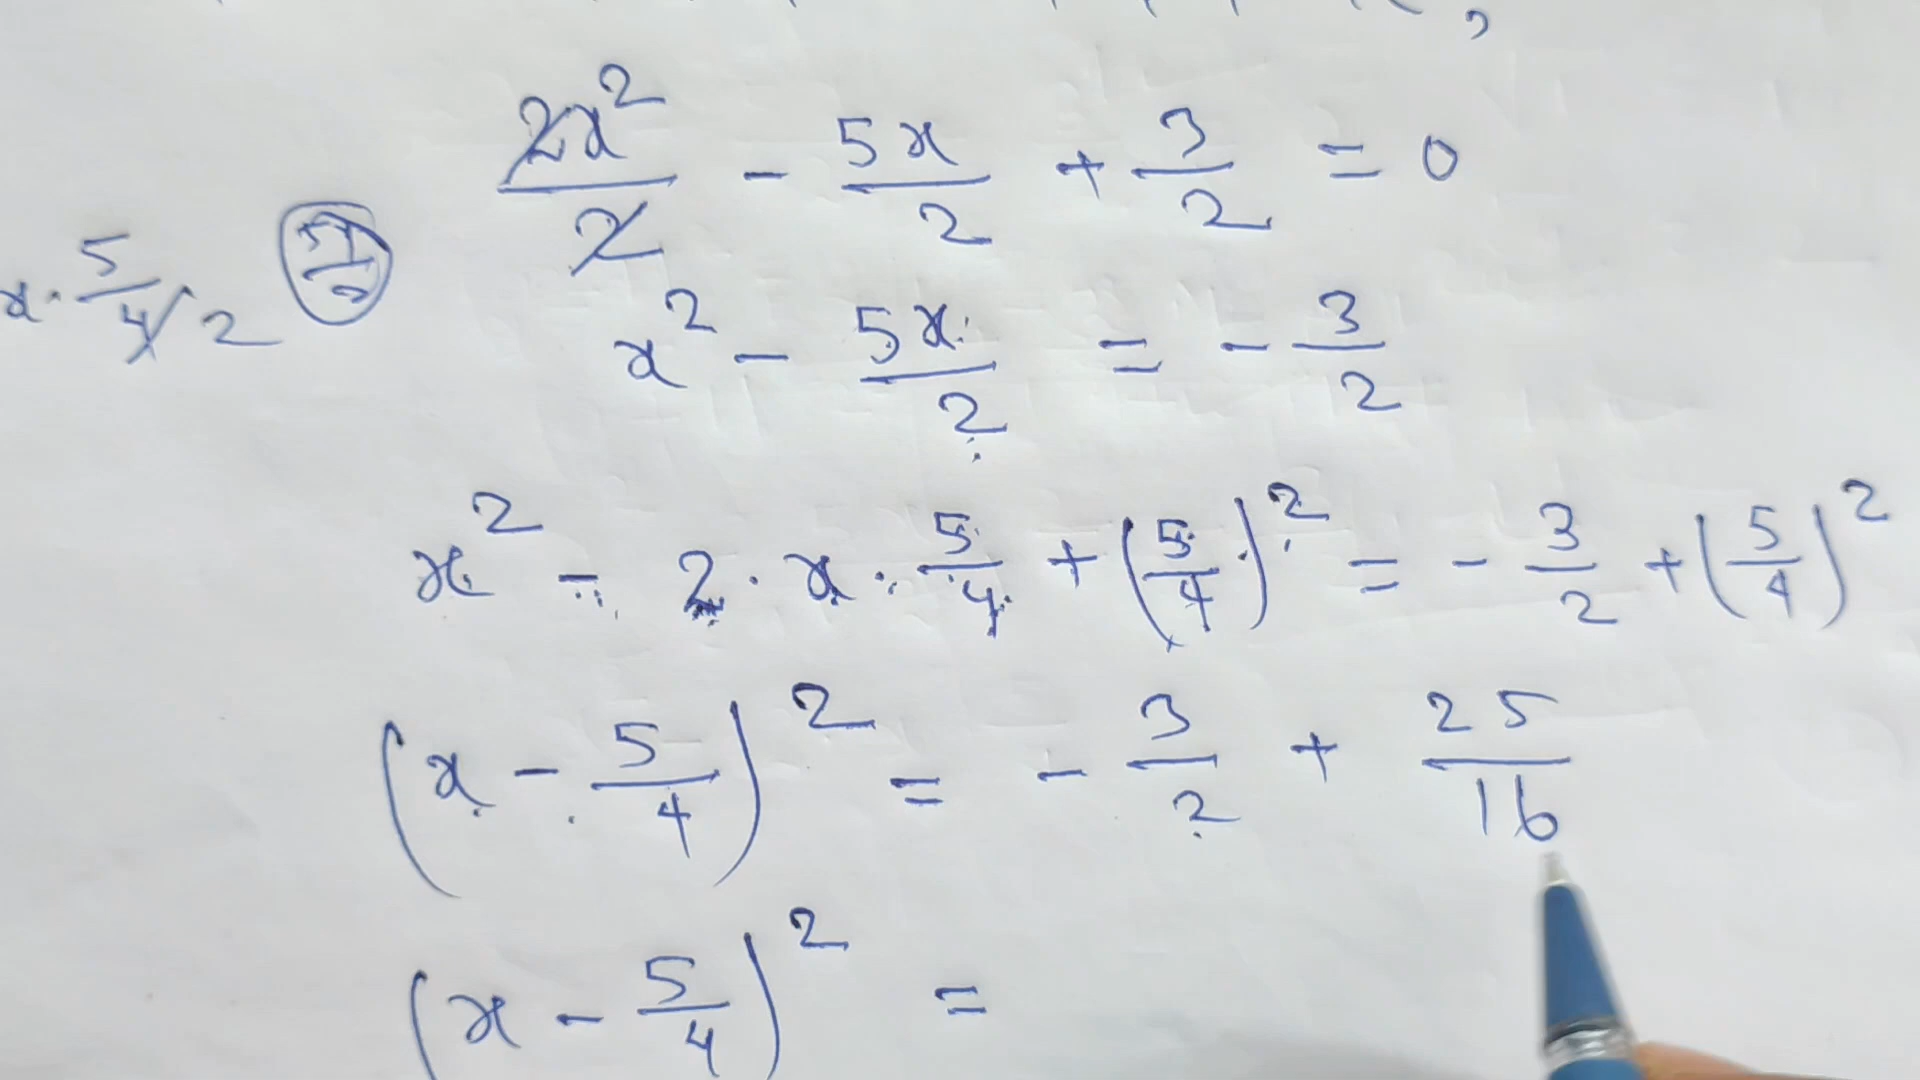 2x²/2 - 5x/2 + 3/2 = 0
x · 5/4 2
x² - 5x/2 = - 3/2
x² - 2 · x · 5/4 + (5/4)² = - 3/2 + (5/4)²
(x - 5/4)² = - 3/2 + 25/16
(x - 5/4)² =